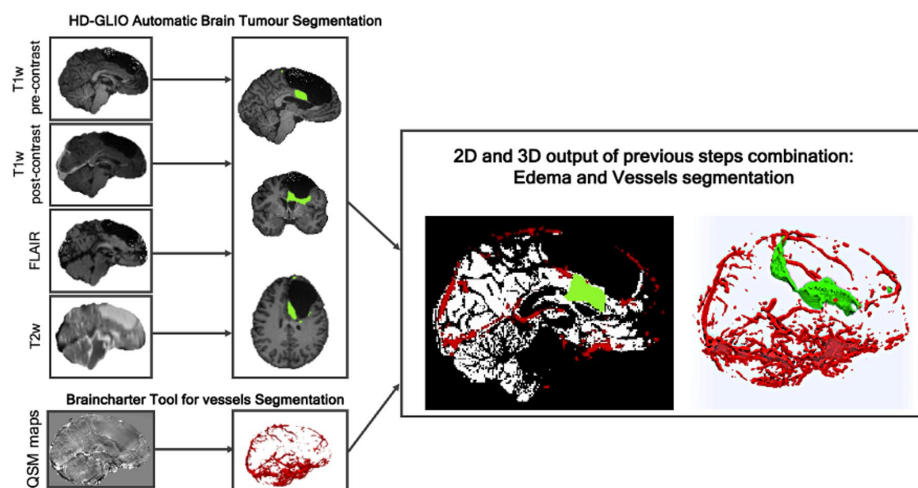 HD-GLIO Automatic Brain Tumour Segmentation
T1w
pre-contrast
T1w
post-contrast
FLAIR
T2w
2D and 3D output of previous steps combination:
Edema and Vessels segmentation
Braincharter Tool for vessels Segmentation
QSM maps